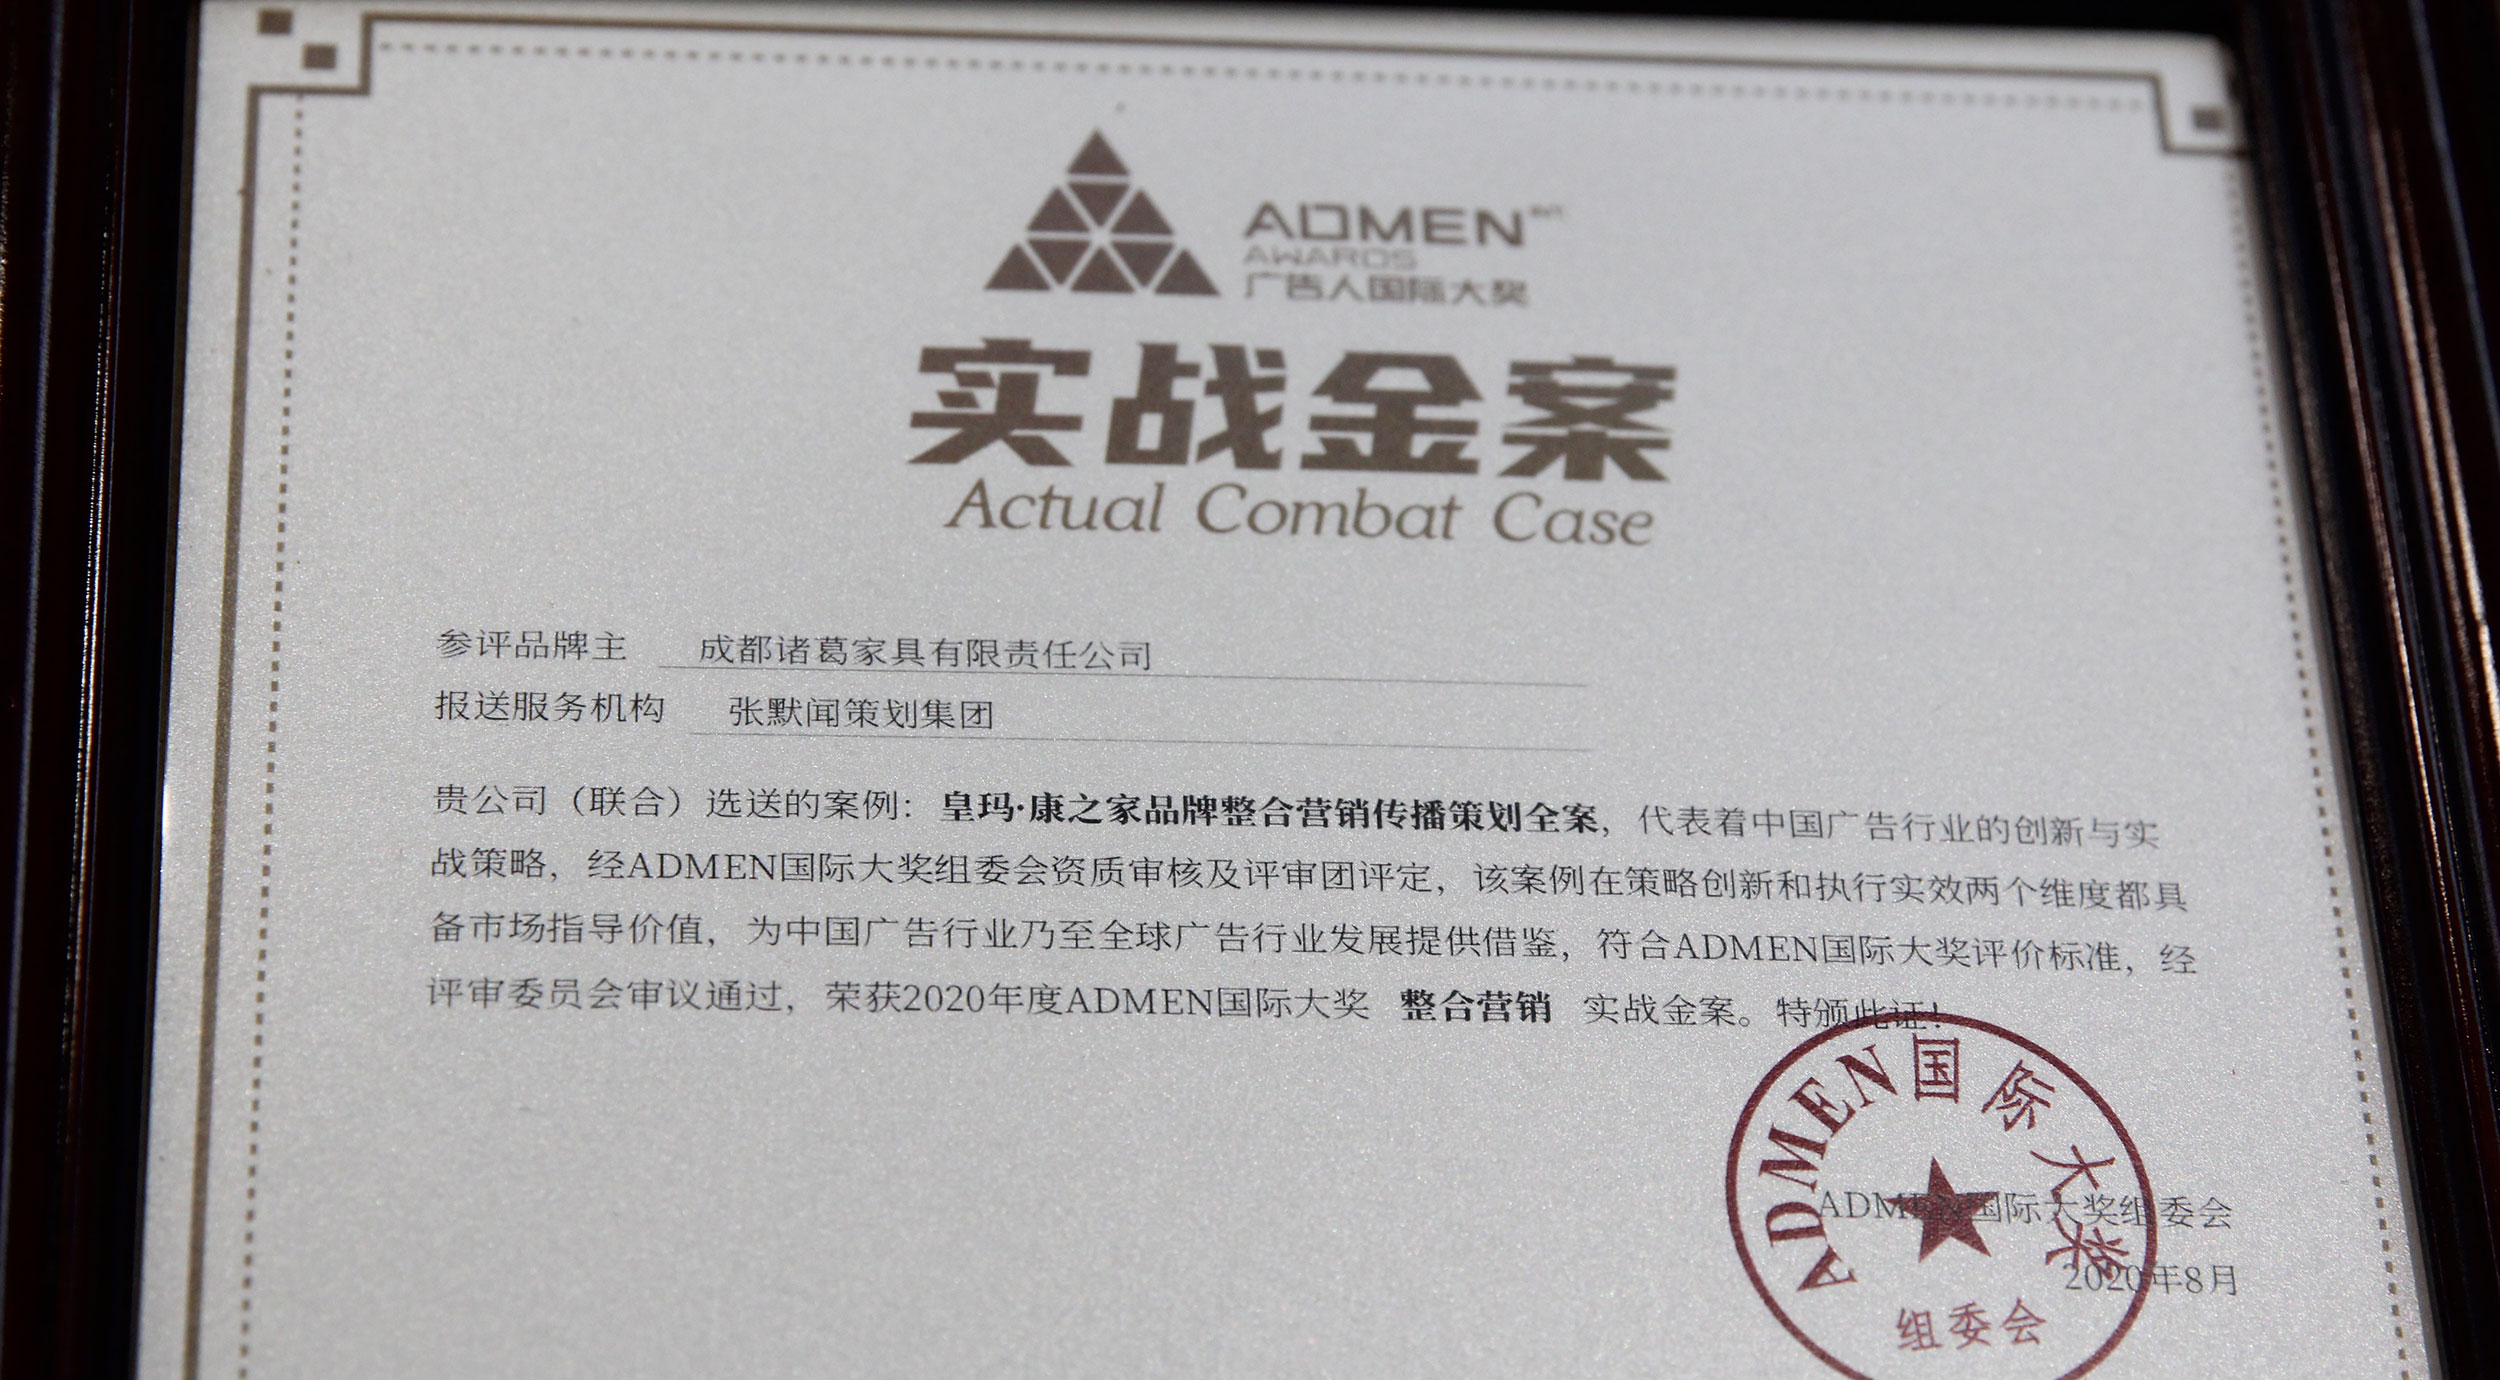 ADMEN INT
AWARDS
广告人国际大奖
实战金案
Actual Combat Case
参评品牌主 成都诸葛家具有限责任公司
报送服务机构 张默闻策划集团
贵公司（联合）选送的案例：皇玛·康之家品牌整合营销传播策划全案，代表着中国广告行业的创新与实
战策略，经ADMEN国际大奖组委会资质审核及评审团评定，该案例在策略创新和执行实效两个维度都具
备市场指导价值，为中国广告行业乃至全球广告行业发展提供借鉴，符合ADMEN国际大奖评价标准，经
评审委员会审议通过，荣获2020年度ADMEN国际大奖 整合营销 实战金案。特颁此证！
ADMEN国际大奖
ADMEN国际大奖组委会
2020年8月
组委会